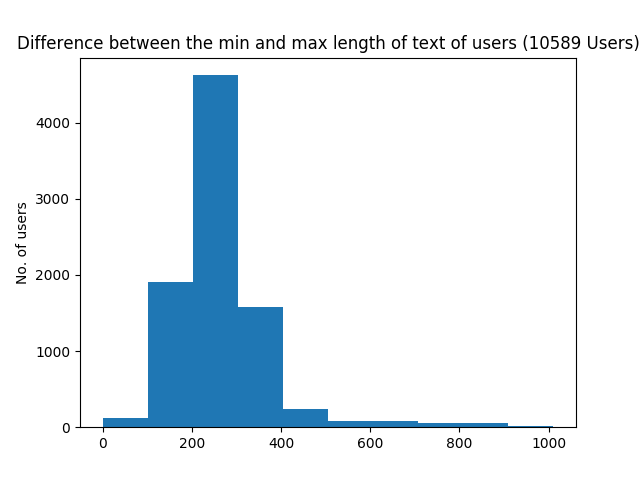 Difference between the min and max length of text of users (10589 Users)
No. of users
4000
3000
2000
1000
0
0 200 400 600 800 1000